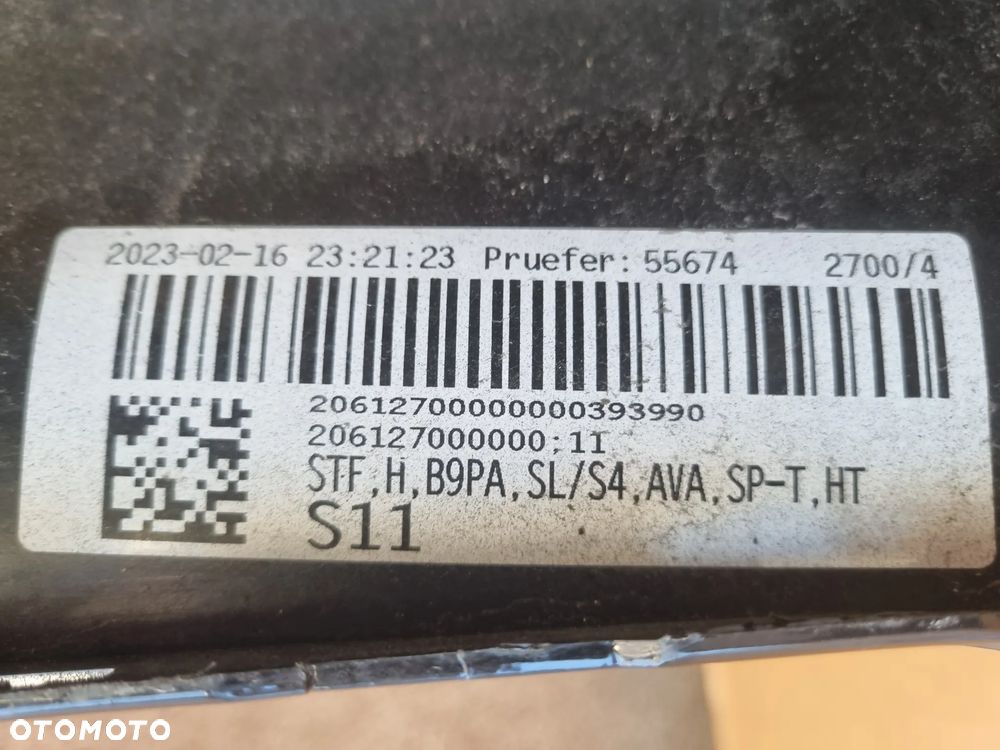 2023-02-16 23:21:23 Pruefer: 55674 2700/4
20612700000000393990
206127000000;11
STF,H,B9PA,SL/S4,AVA,SP-T,HT
S11
OTOMOTO